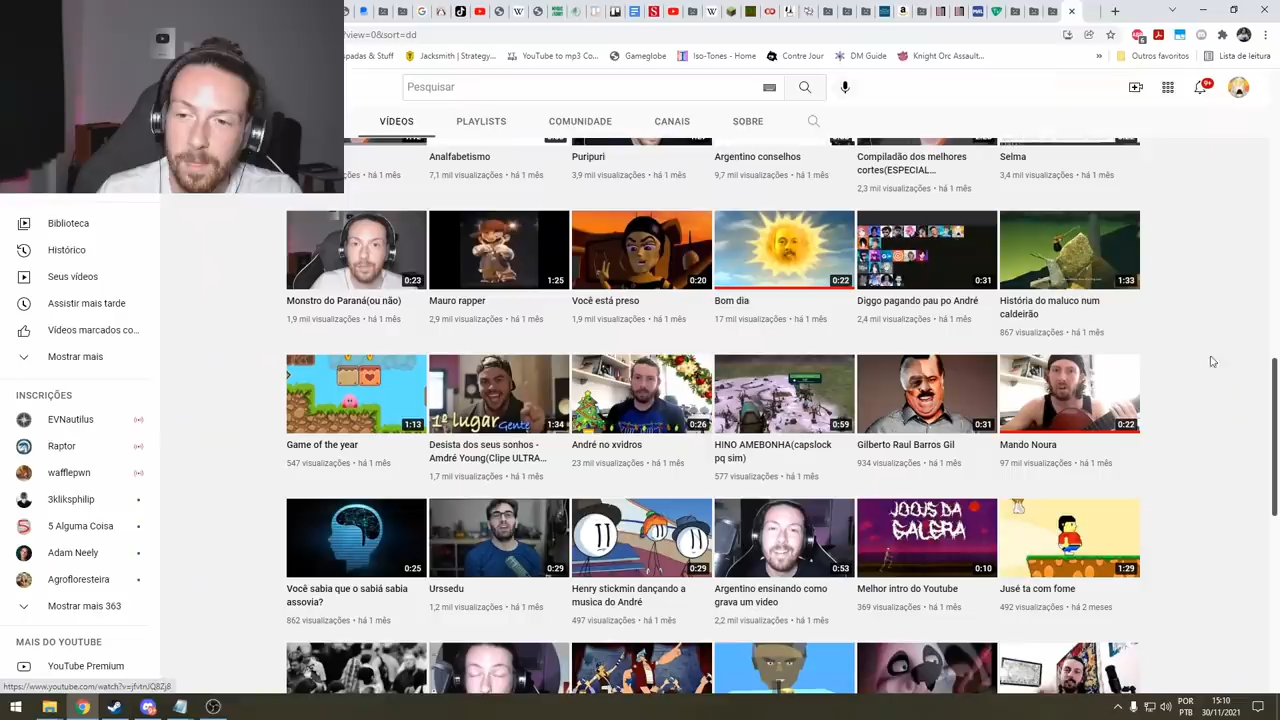 ?view=0&sort=dd
spadas & Stuff
Jacksmith | Strategy...
YouTube to mp3 Co...
Gameglobe
Iso-Tones - Home
Contre Jour
DM Guide
Knight Orc Assault...
»
Outros favoritos
Lista de leitura
Pesquisar
9+
VÍDEOS
PLAYLISTS
COMUNIDADE
CANAIS
SOBRE
Analfabetismo
Puripuri
Argentino conselhos
Compiladão dos melhores
cortes(ESPECIAL...
Selma
há 1 mês
7,1 mil visualizações • há 1 mês
3,9 mil visualizações • há 1 mês
9,7 mil visualizações • há 1 mês
2,3 mil visualizações • há 1 mês
3,4 mil visualizações • há 1 mês
Biblioteca
Histórico
Seus vídeos
Assistir mais tarde
Vídeos marcados co...
Mostrar mais
INSCRIÇÕES
EVNautilus
Raptor
wafflepwn
3kliksphilip
5 Alguma Coisa
Adam Neely
Agrofloresteira
Mostrar mais 363
MAIS DO YOUTUBE
YouTube Premium
0:23
1:25
0:20
0:22
0:31
1:33
Monstro do Paraná(ou não)
1,9 mil visualizações • há 1 mês
Mauro rapper
2,9 mil visualizações • há 1 mês
Você está preso
1,9 mil visualizações • há 1 mês
Bom dia
17 mil visualizações • há 1 mês
Diggo pagando pau po André
2,4 mil visualizações • há 1 mês
História do maluco num
caldeirão
867 visualizações • há 1 mês
1:13
1º lugar Gente
1:34
0:26
0:59
0:31
0:22
Game of the year
547 visualizações • há 1 mês
Desista dos seus sonhos -
Amdré Young(Clipe ULTRA...
1,7 mil visualizações • há 1 mês
André no xvidros
23 mil visualizações • há 1 mês
HINO AMEBONHA(capslock
pq sim)
577 visualizações • há 1 mês
Gilberto Raul Barros Gil
934 visualizações • há 1 mês
Mando Noura
97 mil visualizações • há 1 mês
0:25
0:29
0:29
0:53
JOOJS DA
GALERA
0:10
1:29
Você sabia que o sabiá sabia
assovia?
862 visualizações • há 1 mês
Urssedu
1,2 mil visualizações • há 1 mês
Henry stickmin dançando a
musica do André
497 visualizações • há 1 mês
Argentino ensinando como
grava um video
2,2 mil visualizações • há 1 mês
Melhor intro do Youtube
369 visualizações • há 1 mês
Jusé ta com fome
492 visualizações • há 2 meses
POR
PTB
15:10
30/11/2021